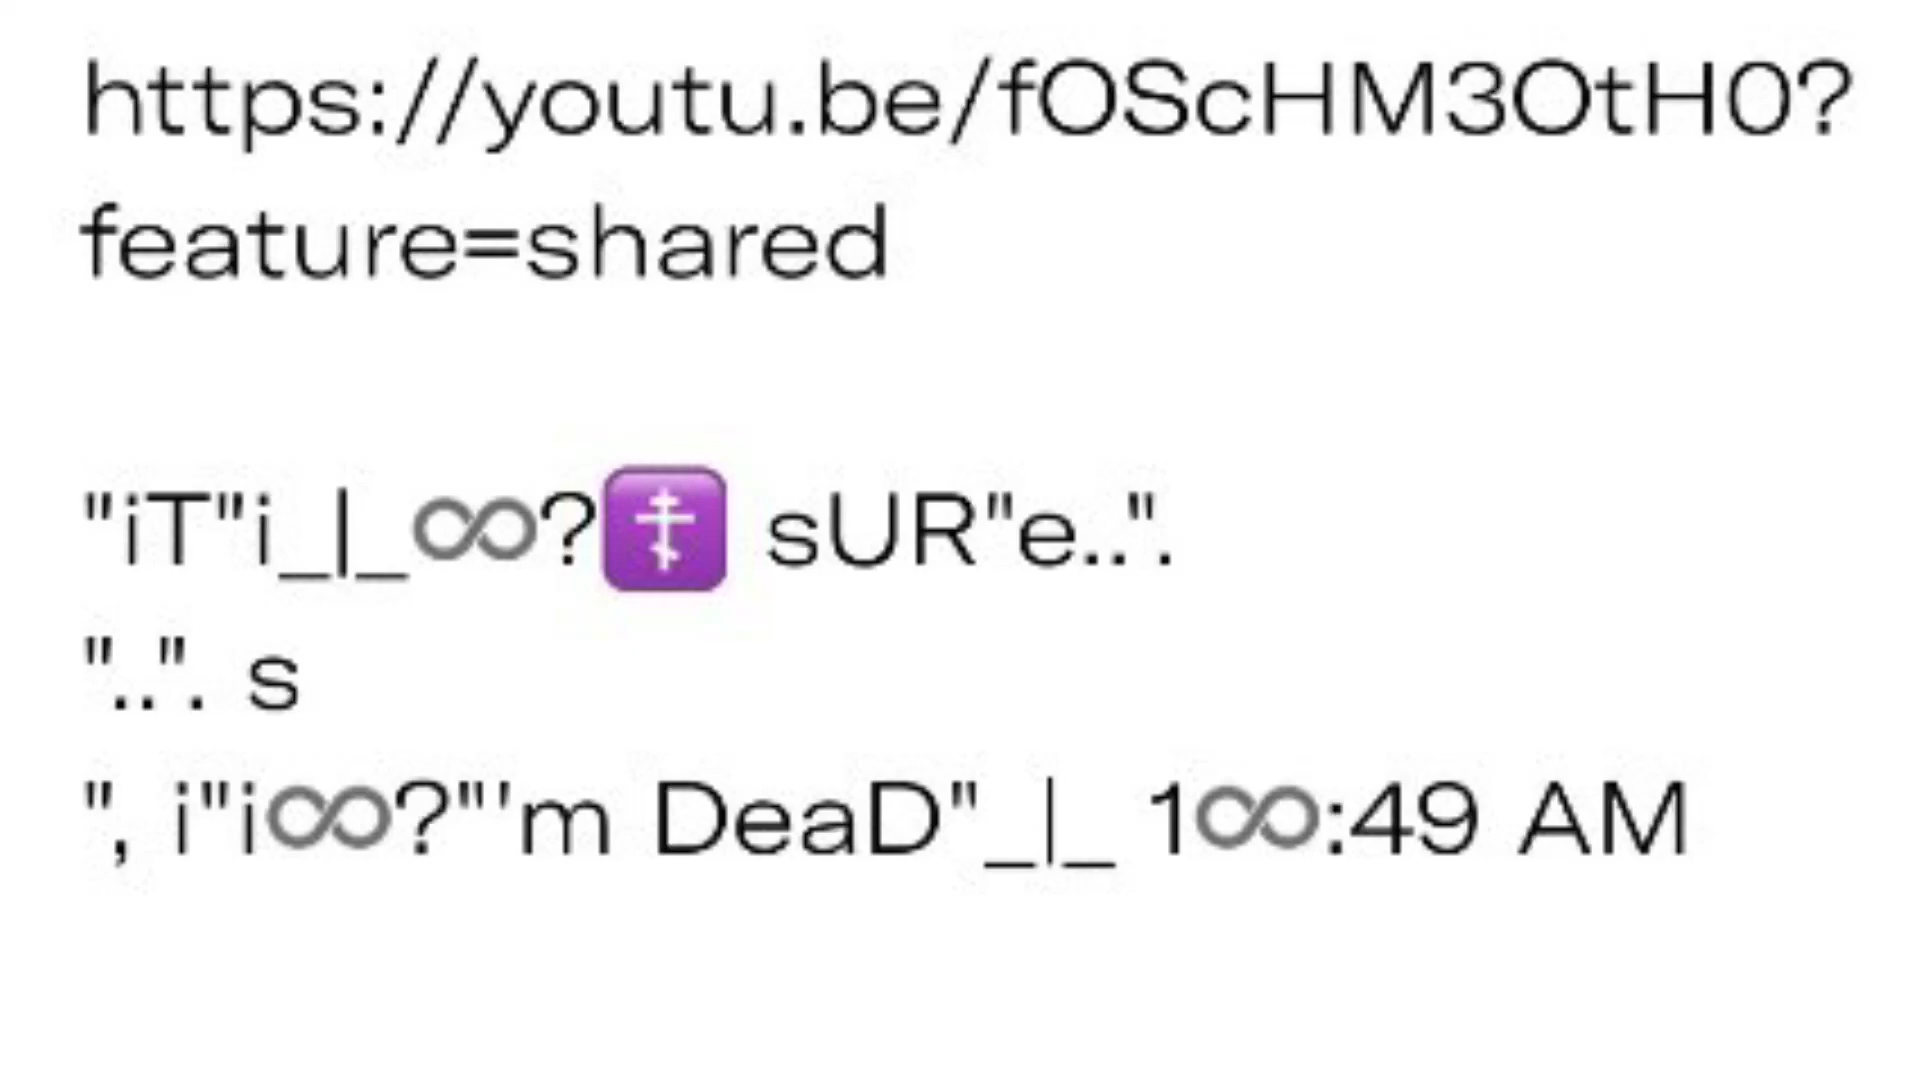 https://youtu.be/fOScHM3OtH0?
feature=shared
"iT"i_|_♾️?☦️ sUR"e..".
"..". s
", i"i♾️?"'m DeaD"_|_ 1♾️:49 AM